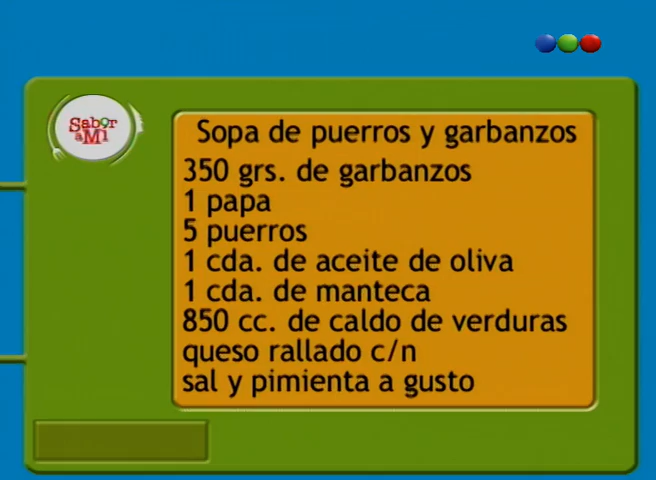 Sab9r
a Mi
Sopa de puerros y garbanzos
350 grs. de garbanzos
1 papa
5 puerros
1 cda. de aceite de oliva
1 cda. de manteca
850 cc. de caldo de verduras
queso rallado c/n
sal y pimienta a gusto